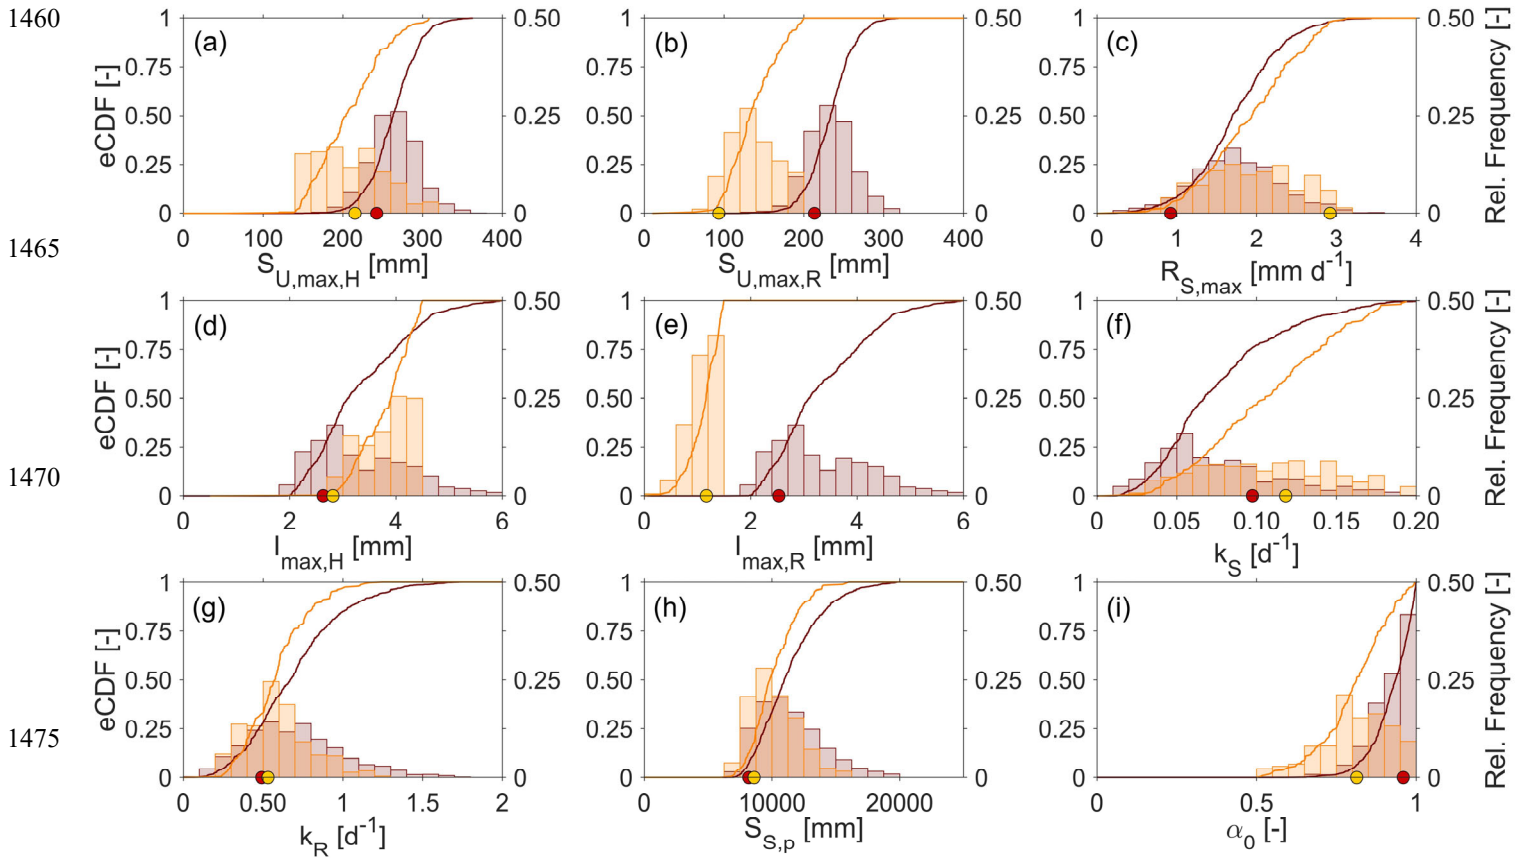 1460
1465
1470
1475
(a)
eCDF [-]
1
0.75
0.50
0.25
0
0.50
0.25
0
0 100 200 300 400
S_U,max,H [mm]
(b)
1
0.75
0.50
0.25
0
0.50
0.25
0
0 100 200 300 400
S_U,max,R [mm]
(c)
1
0.75
0.50
0.25
0
0.50
0.25
0
Rel. Frequency [-]
0 1 2 3 4
R_S,max [mm d^-1]
(d)
eCDF [-]
1
0.75
0.50
0.25
0
0.50
0.25
0
0 2 4 6
I_max,H [mm]
(e)
1
0.75
0.50
0.25
0
0.50
0.25
0
0 2 4 6
I_max,R [mm]
(f)
1
0.75
0.50
0.25
0
0.50
0.25
0
Rel. Frequency [-]
0 0.05 0.10 0.15 0.20
k_S [d^-1]
(g)
eCDF [-]
1
0.75
0.50
0.25
0
0.50
0.25
0
0 0.50 1 1.5 2
k_R [d^-1]
(h)
1
0.75
0.50
0.25
0
0.50
0.25
0
0 10000 20000
S_S,p [mm]
(i)
1
0.75
0.50
0.25
0
0.50
0.25
0
Rel. Frequency [-]
0 0.5 1
α_0 [-]